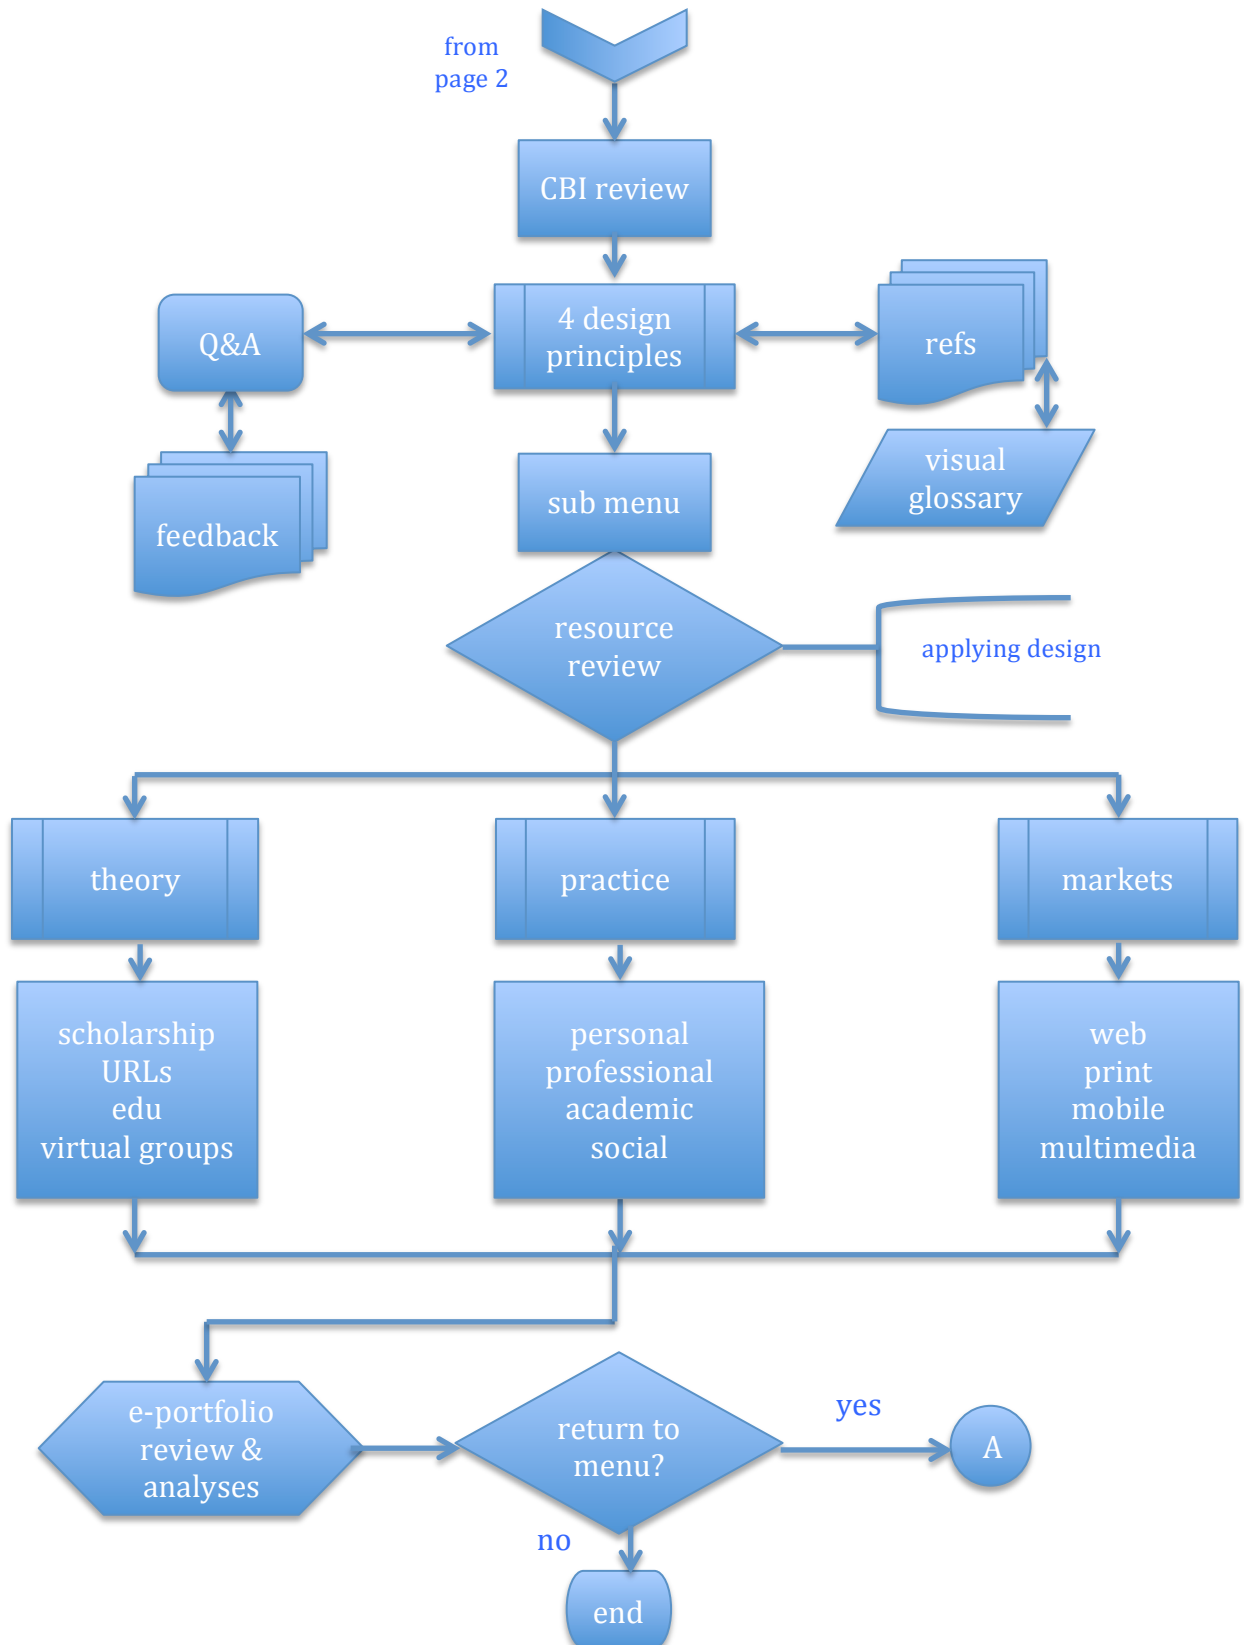 from
page 2
CBI review
Q&A
4 design
principles
refs
visual
glossary
feedback
sub menu
resource
review
applying design
theory
practice
markets
scholarship
URLs
edu
virtual groups
personal
professional
academic
social
web
print
mobile
multimedia
e-portfolio
review &
analyses
return to
menu?
yes
A
no
end